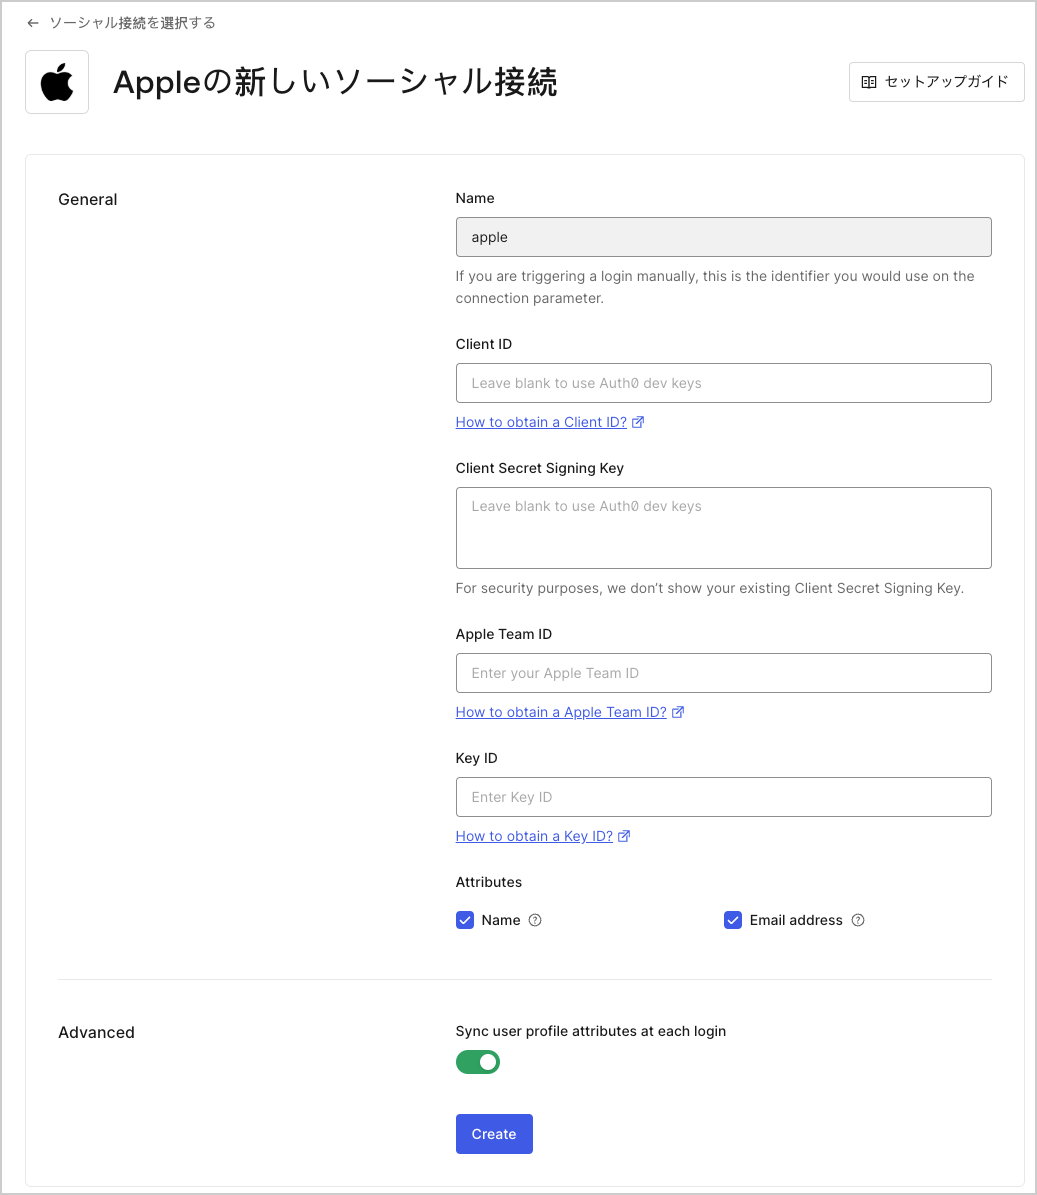 ← ソーシャル接続を選択する
Appleの新しいソーシャル接続
セットアップガイド
General
Name
apple
If you are triggering a login manually, this is the identifier you would use on the
connection parameter.
Client ID
Leave blank to use Auth0 dev keys
How to obtain a Client ID?
Client Secret Signing Key
Leave blank to use Auth0 dev keys
For security purposes, we don’t show your existing Client Secret Signing Key.
Apple Team ID
Enter your Apple Team ID
How to obtain a Apple Team ID?
Key ID
Enter Key ID
How to obtain a Key ID?
Attributes
Name
Email address
Advanced
Sync user profile attributes at each login
Create